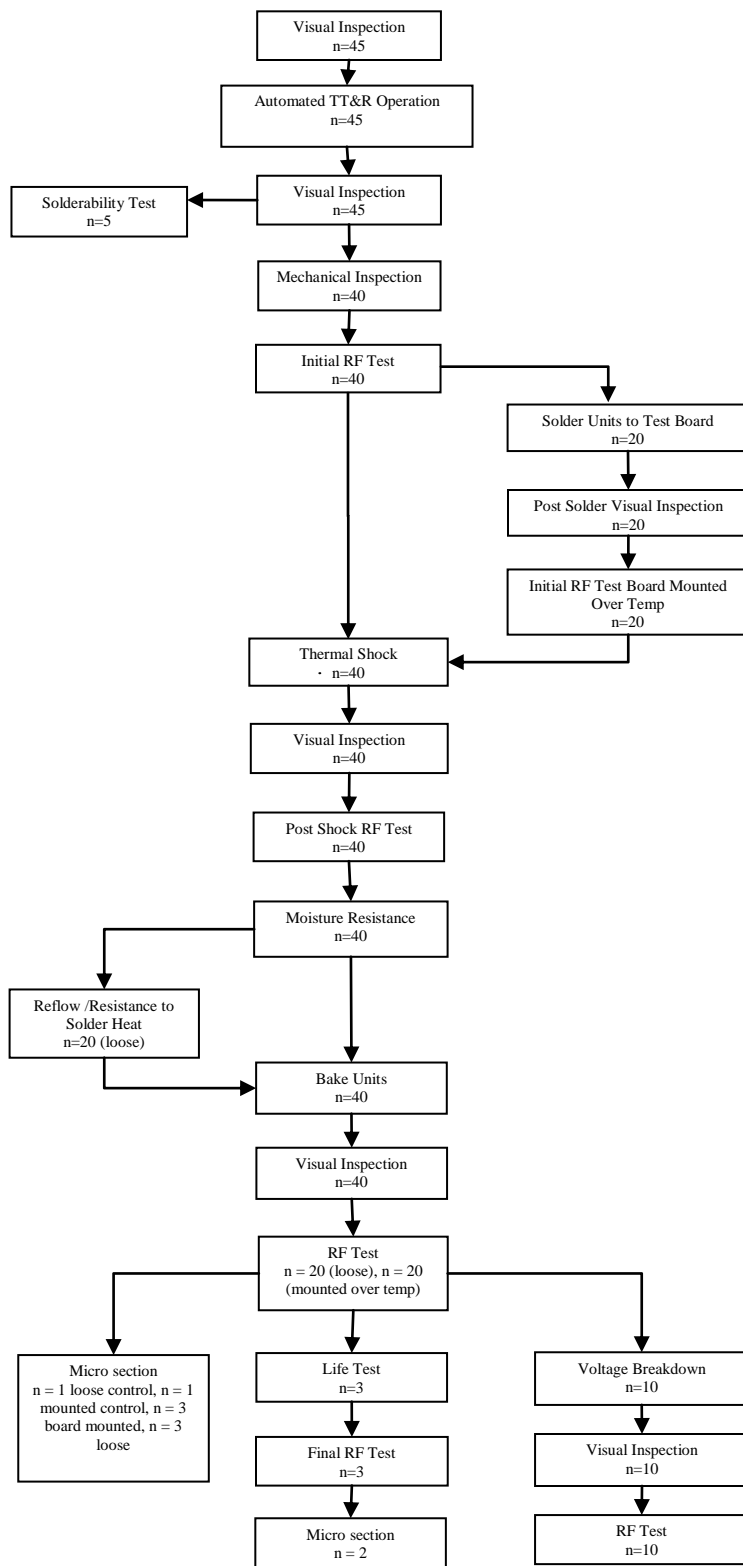 Visual Inspection
n=45
Automated TT&R Operation
n=45
Visual Inspection
n=45
Solderability Test
n=5
Mechanical Inspection
n=40
Initial RF Test
n=40
Solder Units to Test Board
n=20
Post Solder Visual Inspection
n=20
Initial RF Test Board Mounted
Over Temp
n=20
Thermal Shock
· n=40
Visual Inspection
n=40
Post Shock RF Test
n=40
Moisture Resistance
n=40
Reflow /Resistance to
Solder Heat
n=20 (loose)
Bake Units
n=40
Visual Inspection
n=40
RF Test
n = 20 (loose), n = 20
(mounted over temp)
Micro section
n = 1 loose control, n = 1
mounted control, n = 3
board mounted, n = 3
loose
Life Test
n=3
Final RF Test
n=3
Micro section
n = 2
Voltage Breakdown
n=10
Visual Inspection
n=10
RF Test
n=10